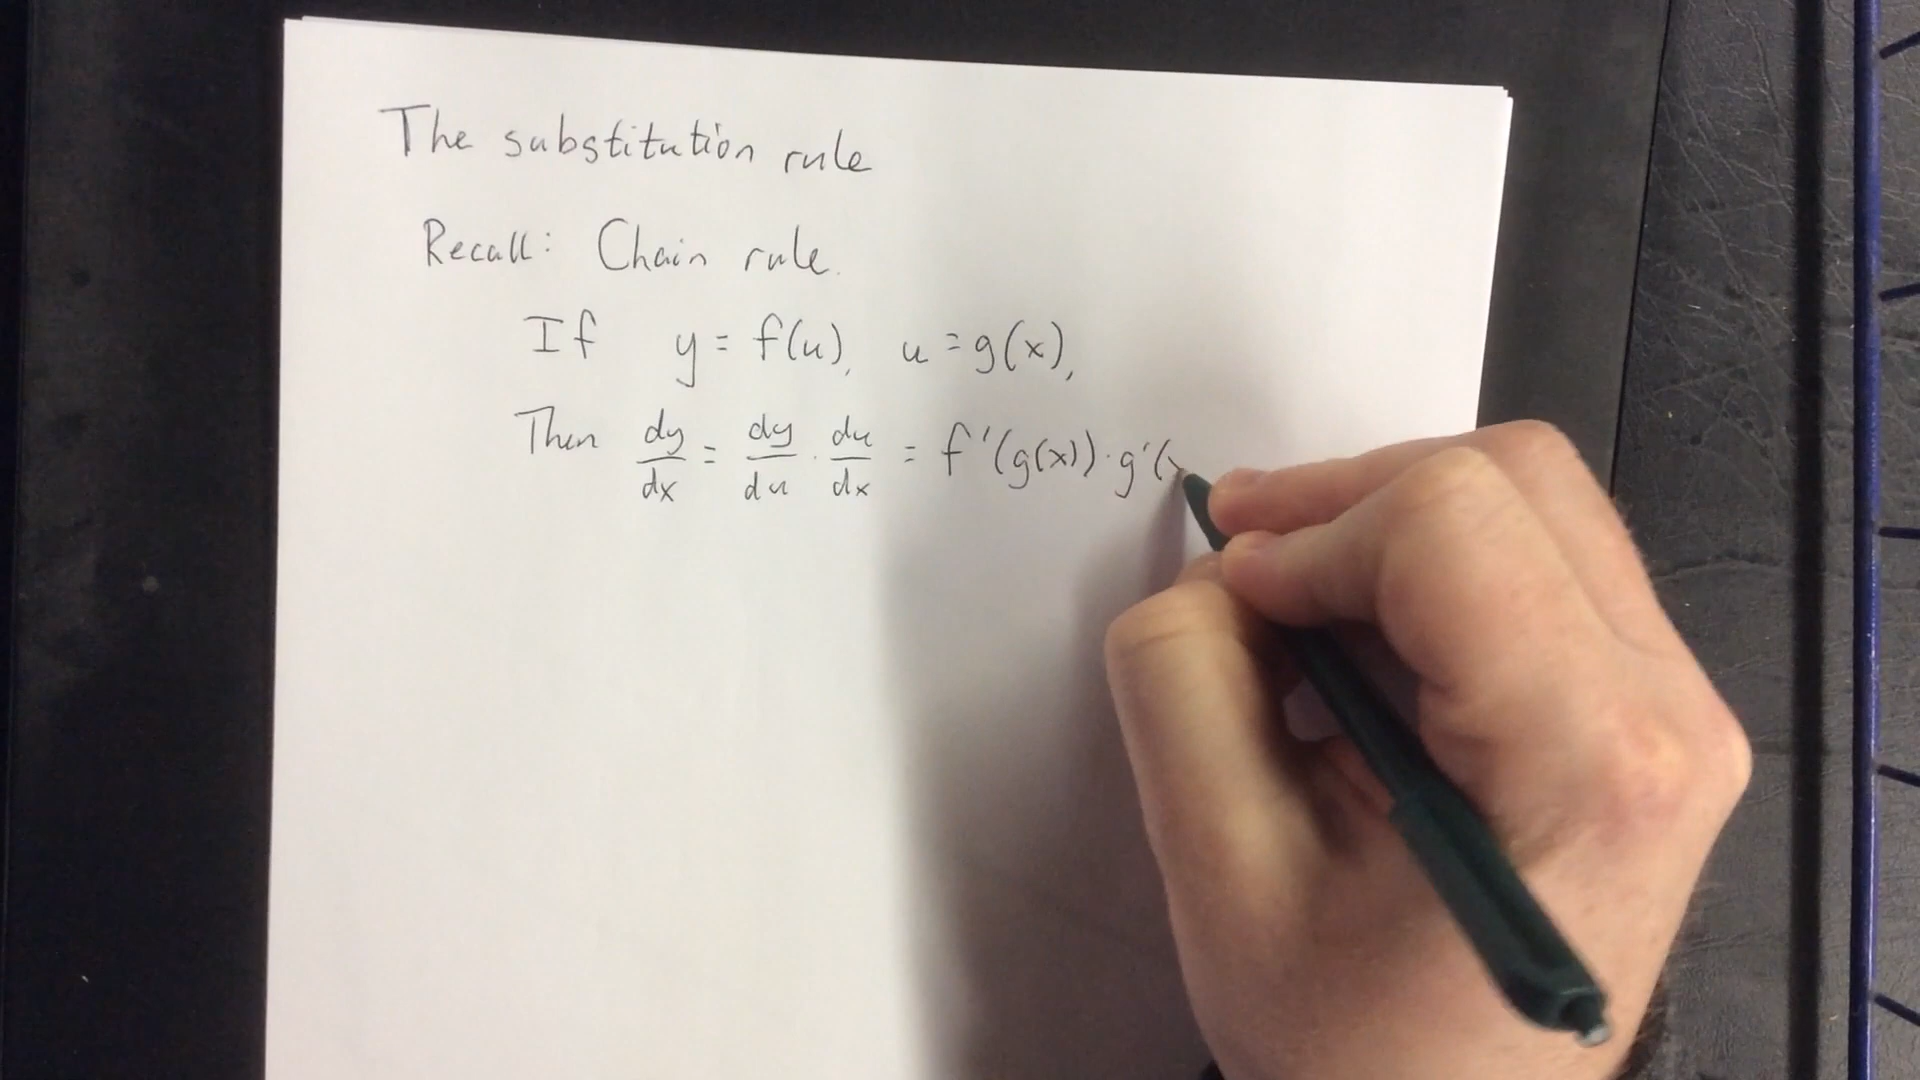 The substitution rule
Recall: Chain rule.
If y = f(u), u = g(x),
Then dy/dx = dy/du · du/dx = f'(g(x)) · g'(x